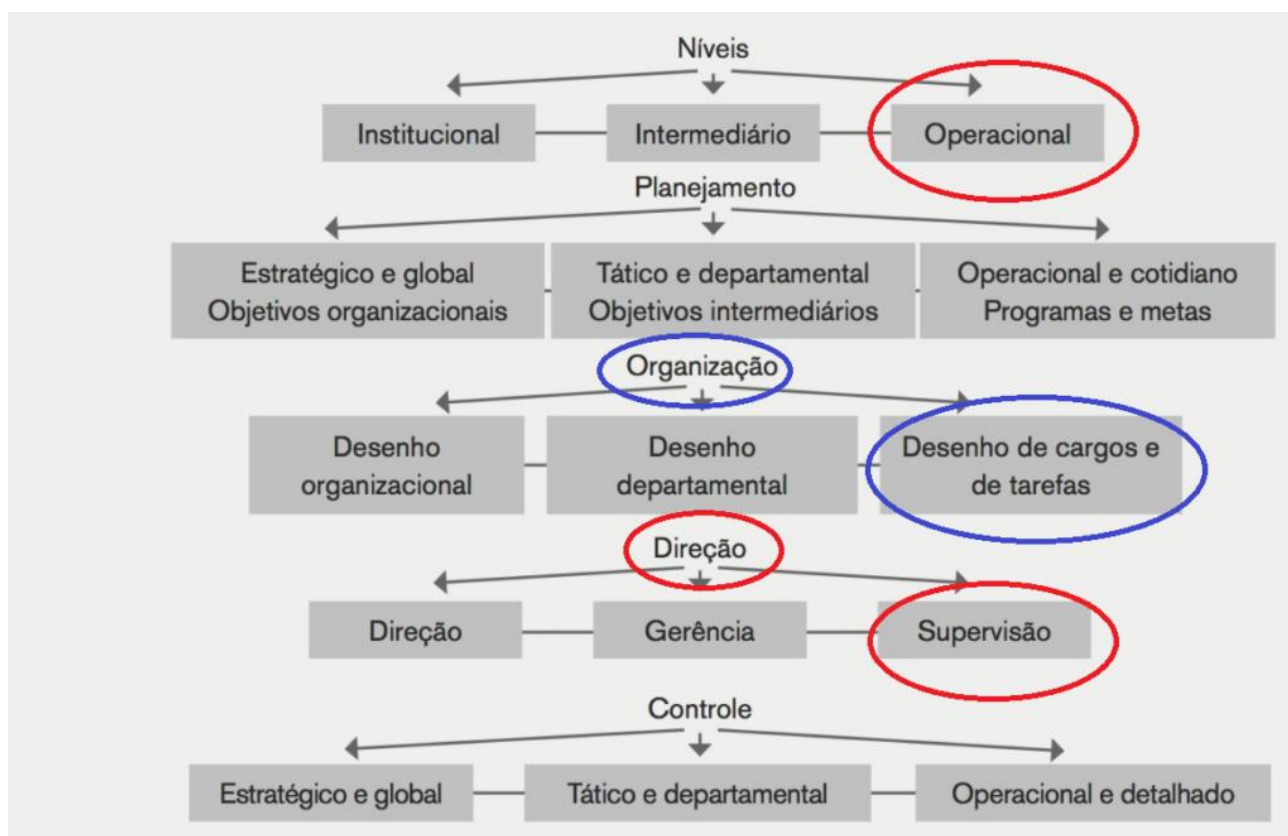 Níveis
Institucional
Intermediário
Operacional
Planejamento
Estratégico e global
Objetivos organizacionais
Tático e departamental
Objetivos intermediários
Operacional e cotidiano
Programas e metas
Organização
Desenho
organizacional
Desenho
departamental
Desenho de cargos e
de tarefas
Direção
Direção
Gerência
Supervisão
Controle
Estratégico e global
Tático e departamental
Operacional e detalhado